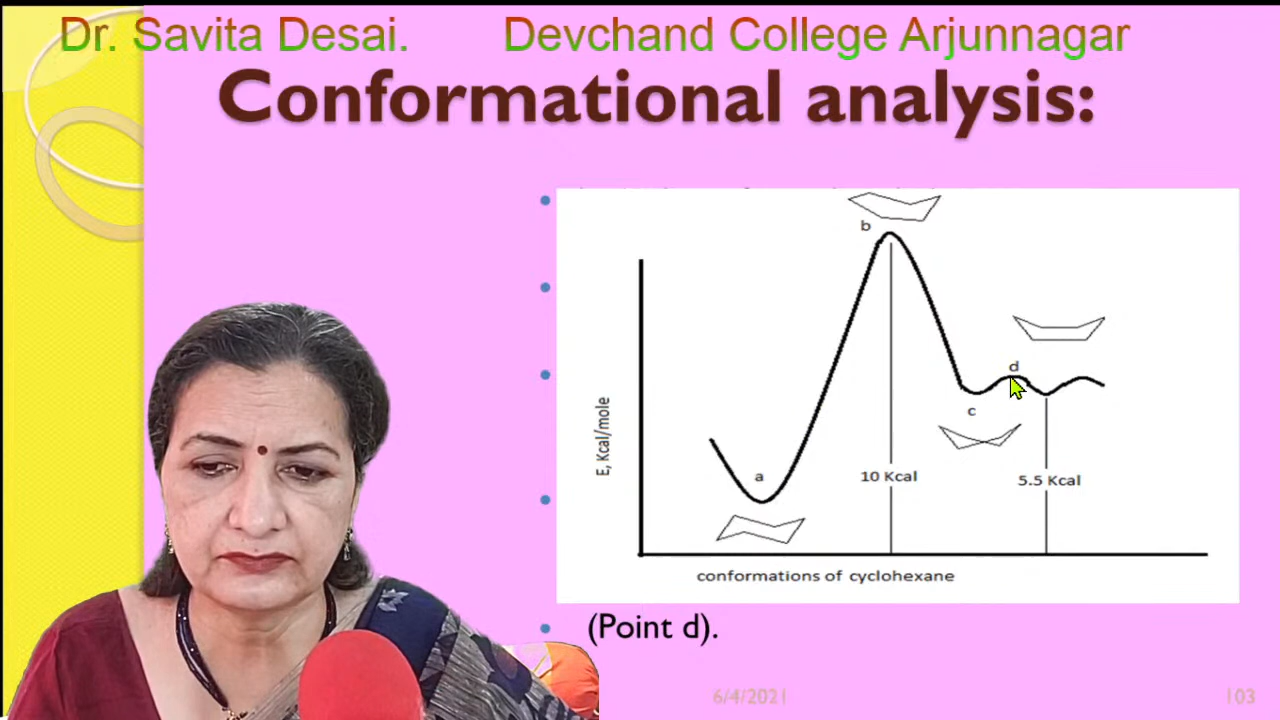 Dr. Savita Desai. Devchand College Arjunnagar
Conformational analysis:
b
d
c
a
E, Kcal/mole
10 Kcal
5.5 Kcal
conformations of cyclohexane
(Point d).
6/4/2021
103